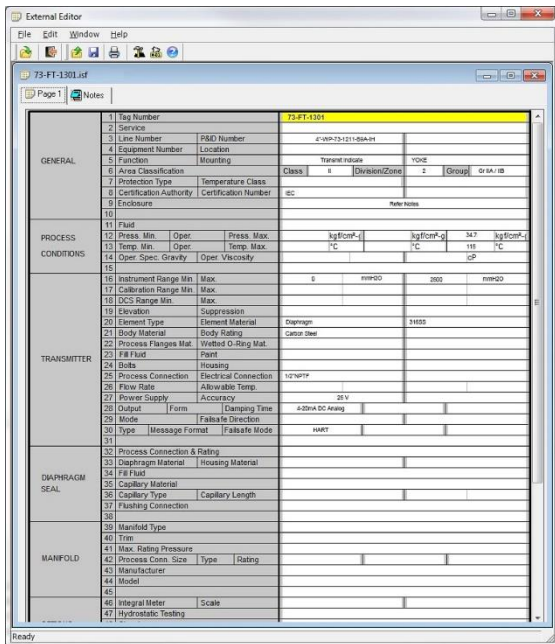 External Editor
File Edit Window Help
73-FT-1301.isf
Page 1 Notes
1 Tag Number 73-FT-1301
2 Service
3 Line Number P&ID Number
4 Equipment Number Location
GENERAL 5 Function Mounting Transmit Indicate YOKE
6 Area Classification Class II Division/Zone 2 Group Gr IIA / IIB
7 Protection Type Temperature Class
8 Certification Authority Certification Number IEC
9 Enclosure Refer Notes
10
11 Fluid
PROCESS 12 Press. Min. Oper. Press. Max. kgf/cm²-g kgf/cm²-g 34.7 kgf/cm²-g
CONDITIONS 13 Temp. Min. Oper. Temp. Max. °C °C °C
14 Oper. Spec. Gravity Oper. Viscosity cP
15
16 Instrument Range Min. Max. 0 mmH2O 2500 mmH2O
17 Calibration Range Min. Max.
18 DCS Range Min. Max.
19 Elevation Suppression
20 Element Type Element Material Diaphragm 316SS
21 Body Material Body Rating Carbon Steel
22 Process Flanges Mat. Wetted O-Ring Mat.
TRANSMITTER 23 Fill Fluid Paint
24 Bolts Housing
25 Process Connection Electrical Connection 1/2"NPTF
26 Flow Rate Allowable Temp.
27 Power Supply Accuracy 25 V
28 Output Form Damping Time 4-20mA DC Analog
29 Mode Failsafe Direction
30 Type Message Format Failsafe Mode HART
31
32 Process Connection & Rating
33 Diaphragm Material Housing Material
DIAPHRAGM 34 Fill Fluid
SEAL 35 Capillary Material
36 Capillary Type Capillary Length
37 Flushing Connection
38
39 Manifold Type
40 Trim
41 Max. Rating Pressure
MANIFOLD 42 Process Conn. Size Type Rating
43 Manufacturer
44 Model
45
46 Integral Meter Scale
47 Hydrostatic Testing
Ready